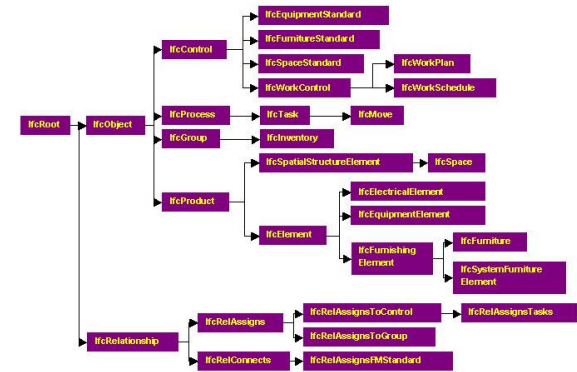 IfcEquipmentStandard
IfcFurnitureStandard
IfcControl
IfcSpaceStandard
IfcWorkPlan
IfcWorkControl
IfcWorkSchedule
IfcProcess
IfcTask
IfcMove
IfcRoot
IfcObject
IfcGroup
IfcInventory
IfcSpatialStructureElement
IfcSpace
IfcProduct
IfcElectricalElement
IfcEquipmentElement
IfcElement
IfcFurnishing
Element
IfcFurniture
IfcSystemFurniture
Element
IfcRelAssignsToControl
IfcRelAssignsTasks
IfcRelAssigns
IfcRelAssignsToGroup
IfcRelationship
IfcRelConnects
IfcRelAssignsFMStandard